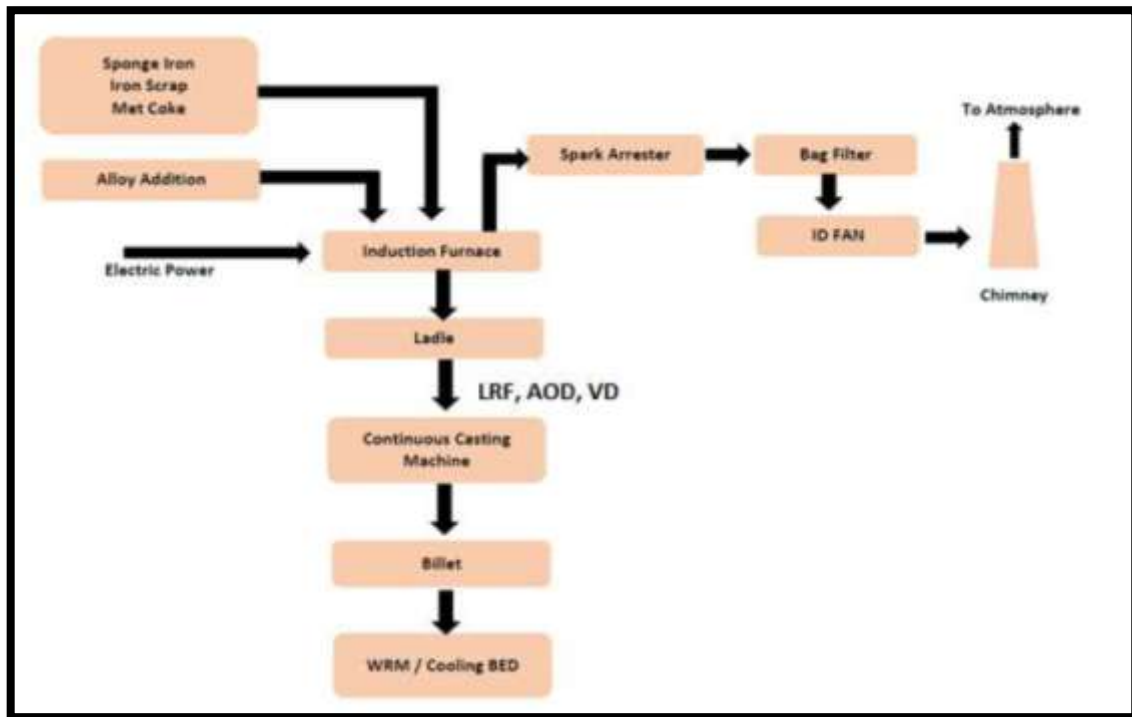 Sponge Iron
Iron Scrap
Met Coke
To Atmosphere
Spark Arrester
Bag Filter
Alloy Addition
ID FAN
Induction Furnace
Electric Power
Chimney
Ladle
LRF, AOD, VD
Continuous Casting
Machine
Billet
WRM / Cooling BED